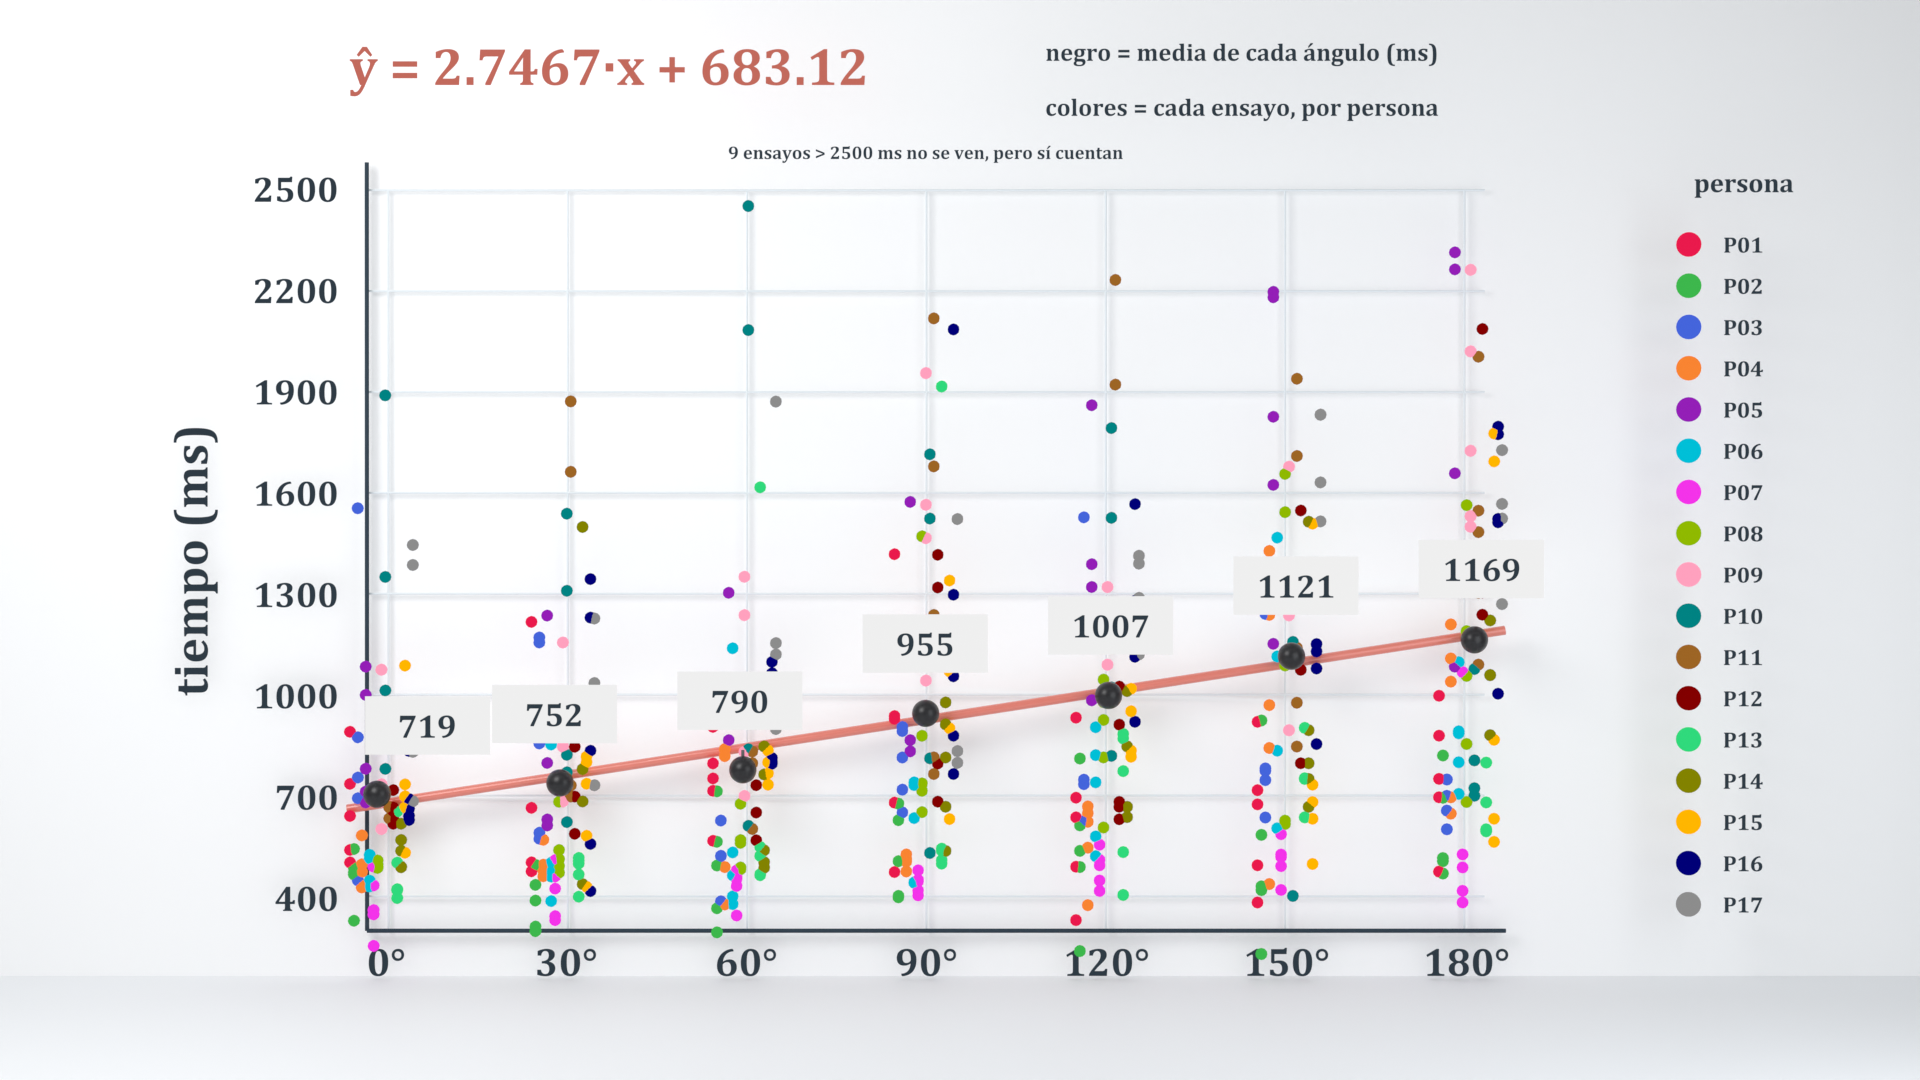 ŷ = 2.7467·x + 683.12
negro = media de cada ángulo (ms)
colores = cada ensayo, por persona
9 ensayos > 2500 ms no se ven, pero sí cuentan
tiempo (ms)
2500
2200
1900
1600
1300
1000
700
400
719
752
790
955
1007
1121
1169
0°
30°
60°
90°
120°
150°
180°
persona
P01
P02
P03
P04
P05
P06
P07
P08
P09
P10
P11
P12
P13
P14
P15
P16
P17